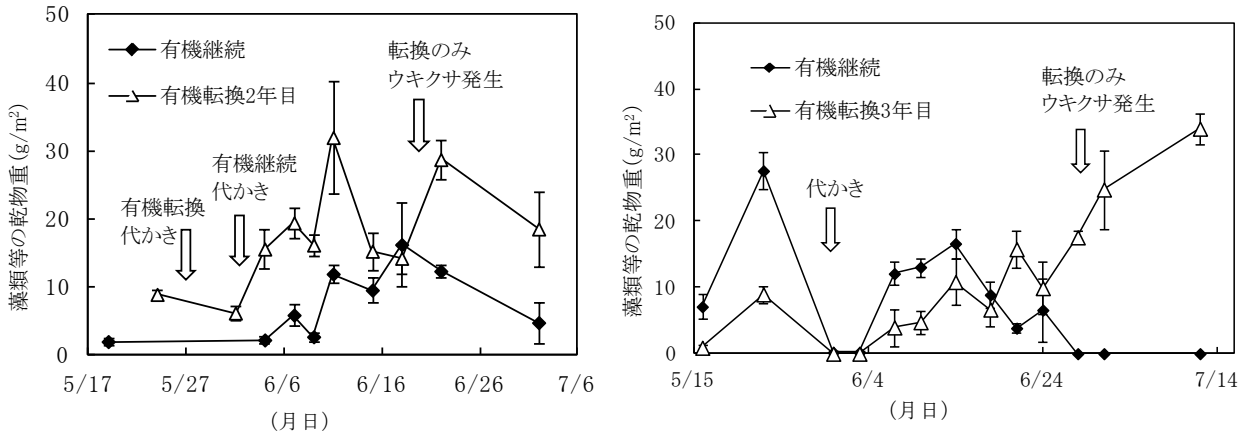 藻類等の乾物重(g/m²)
50
40
30
20
10
0
有機継続
有機転換2年目
転換のみ
ウキクサ発生
有機継続
代かき
有機転換
代かき
5/17
5/27
6/6
6/16
6/26
7/6
(月日)
藻類等の乾物重(g/m²)
50
40
30
20
10
0
有機継続
有機転換3年目
転換のみ
ウキクサ発生
代かき
5/15
6/4
6/24
7/14
(月日)